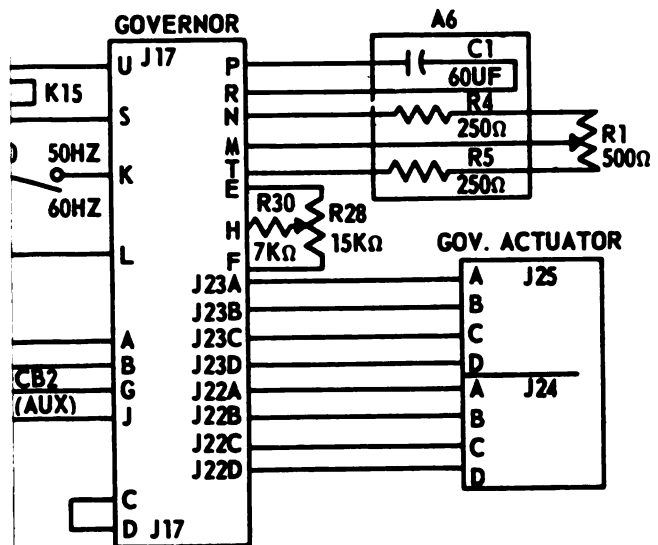 GOVERNOR
A6
U
J17
P
C1
K15
R
60UF
S
N
R4
250Ω
M
R1
500Ω
50HZ
K
T
R5
250Ω
60HZ
E
R30
R28
H
7KΩ
15KΩ
L
F
GOV. ACTUATOR
J23A
A
J25
J23B
B
J23C
C
A
J23D
D
B
CB2
G
J22A
A
J24
(AUX)
J
J22B
B
J22C
C
J22D
D
C
D
J17